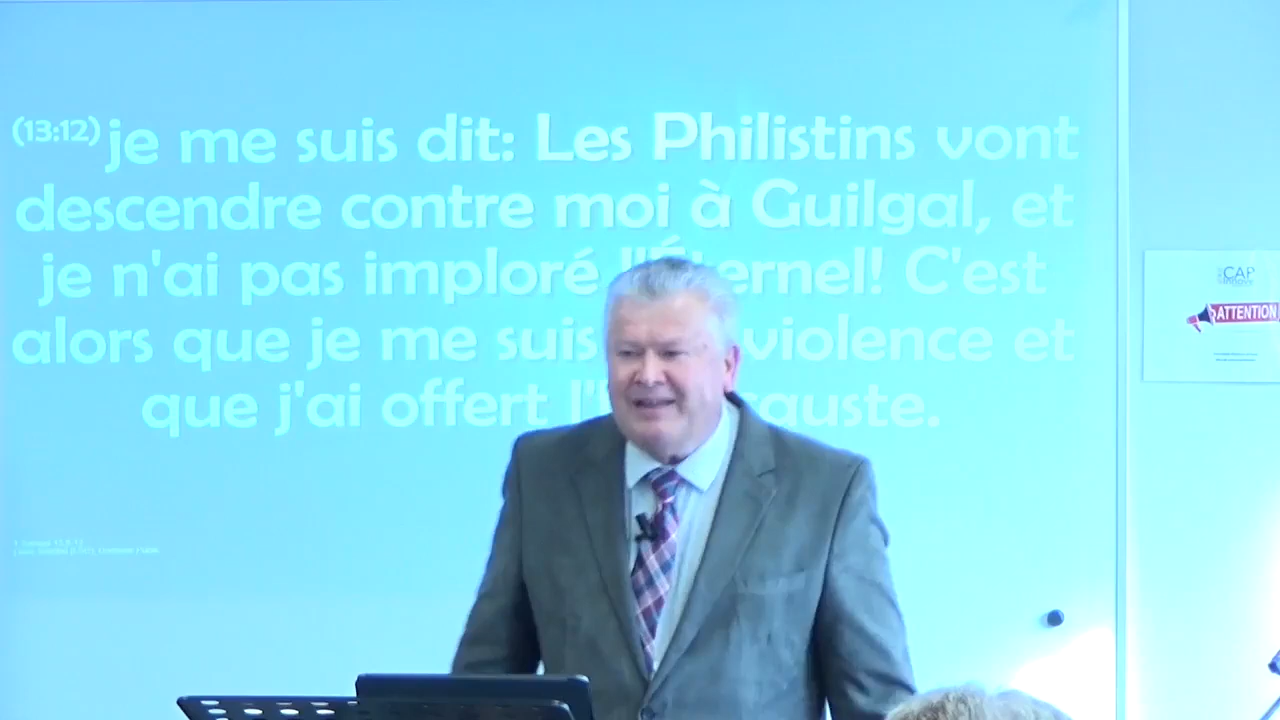 (13:12) je me suis dit: Les Philistins vont
descendre contre moi à Guilgal, et
je n'ai pas imploré l'Éternel! C'est
alors que je me suis violence et
que j'ai offert l'
CAP
ATTENTION